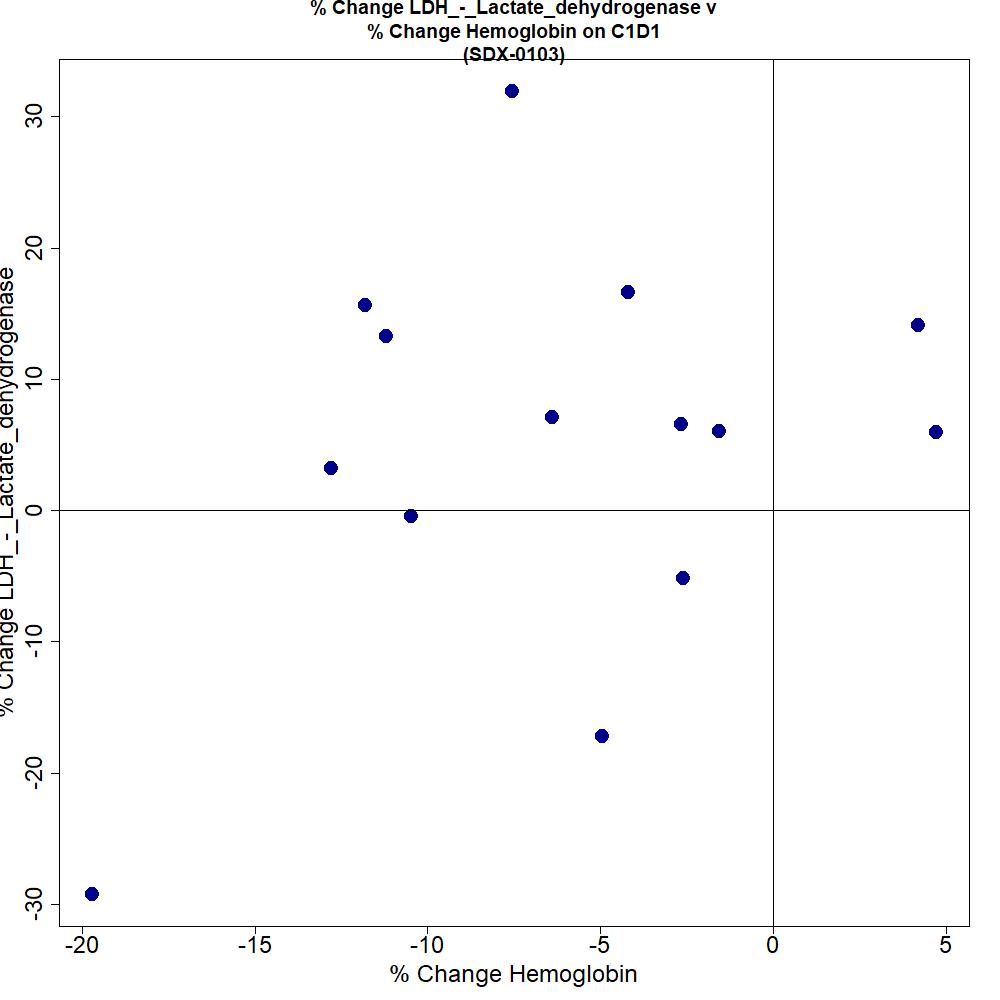 % Change LDH_-_Lactate_dehydrogenase v
% Change Hemoglobin on C1D1
(SDX-0103)
% Change LDH_-_Lactate_dehydrogenase
30
20
10
0
-10
-20
-30
-20
-15
-10
-5
0
5
% Change Hemoglobin